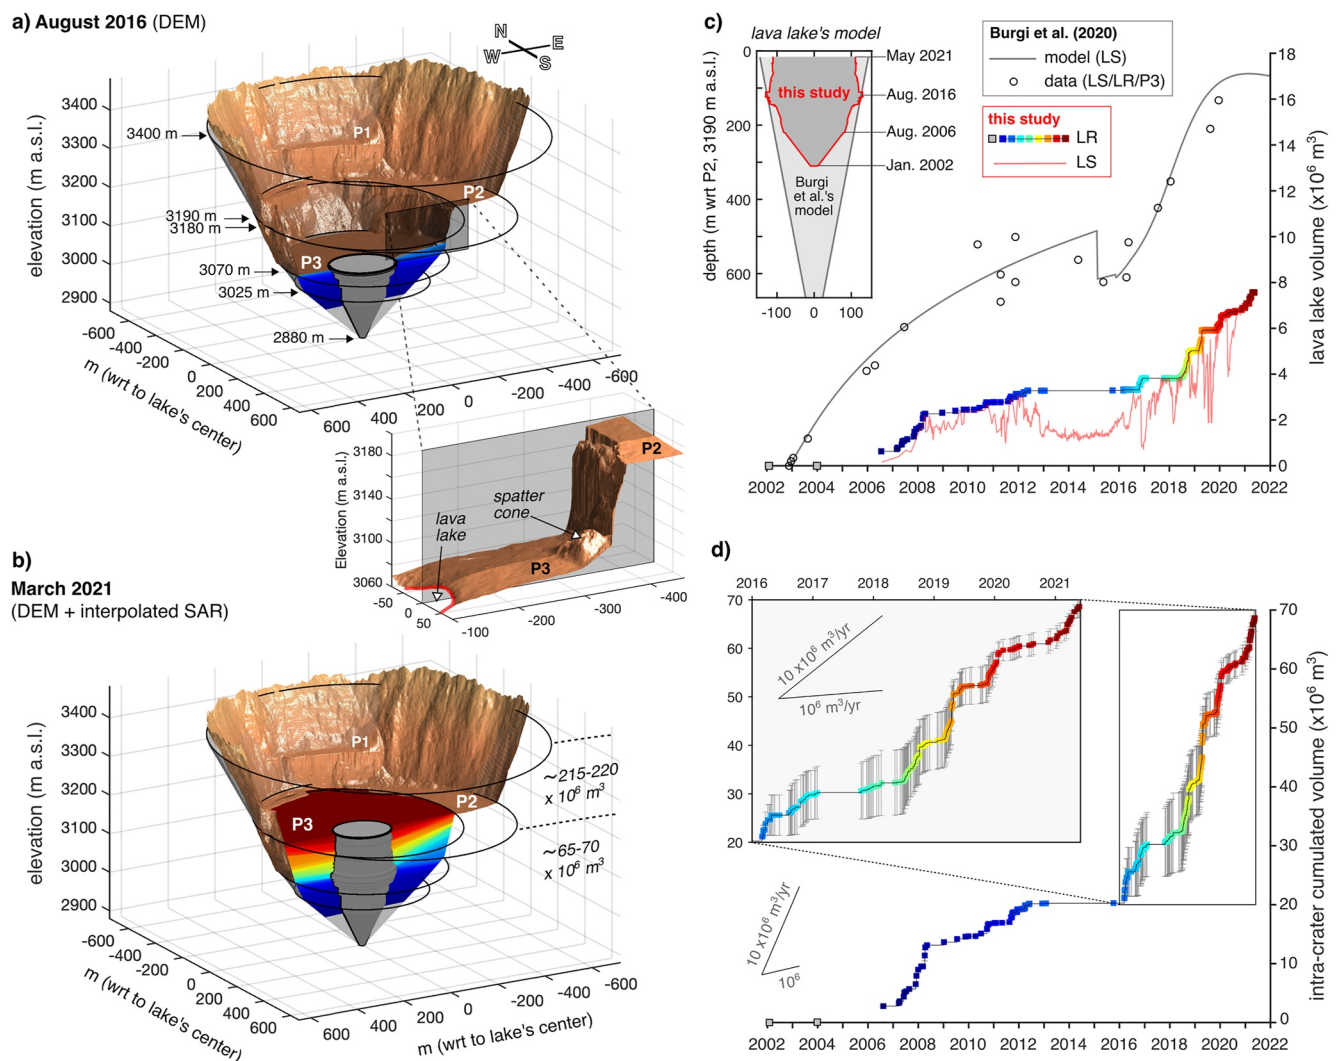 a) August 2016 (DEM)
N
W E
S
elevation (m a.s.l.)
3400
3300
3200
3100
3000
2900
3400 m
3190 m
3180 m
3070 m
3025 m
2880 m
P1
P2
P3
-600
-400
-200
0
200
400
600
m (wrt to lake's center)
600
400
200
0
-200
-400
-600
Elevation (m a.s.l.)
3180
3140
3100
3060
-50
0
50
-100
-200
-300
-400
lava
lake
spatter
cone
P2
P3
b)
March 2021
(DEM + interpolated SAR)
elevation (m a.s.l.)
3400
3300
3200
3100
3000
2900
P1
P2
P3
~215-220
x 10⁶ m³
~65-70
x 10⁶ m³
-600
-400
-200
0
200
400
600
m (wrt to lake's center)
600
400
200
0
-200
-400
-600
m (wrt to lake's center)
c)
lava lake's model
depth (m wrt P2, 3190 m a.s.l.)
0
200
400
600
-100 0 100
this study
Burgi
et al.'s
model
May 2021
Aug. 2016
Aug. 2006
Jan. 2002
Burgi et al. (2020)
model (LS)
data (LS/LR/P3)
this study
LR
LS
18
16
14
12
10
8
6
4
2
0
lava lake volume (x10⁶ m³)
2002 2004 2006 2008 2010 2012 2014 2016 2018 2020 2022
d)
2016 2017 2018 2019 2020 2021
70
60
50
40
30
20
10 x10⁶ m³/yr
10⁶ m³/yr
10 x10⁶ m³/yr
10⁶
70
60
50
40
30
20
10
0
intra-crater cumulated volume (x10⁶ m³)
2002 2004 2006 2008 2010 2012 2014 2016 2018 2020 2022